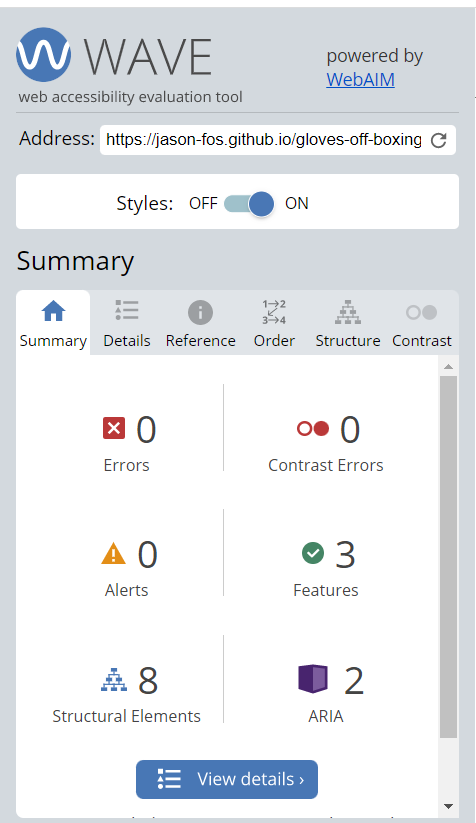 WAVE
web accessibility evaluation tool
powered by
WebAIM
Address: https://jason-fos.github.io/gloves-off-boxing
Styles: OFF ON
Summary
Summary Details Reference Order Structure Contrast
0 0
Errors Contrast Errors
0 3
Alerts Features
8 2
Structural Elements ARIA
View details ›